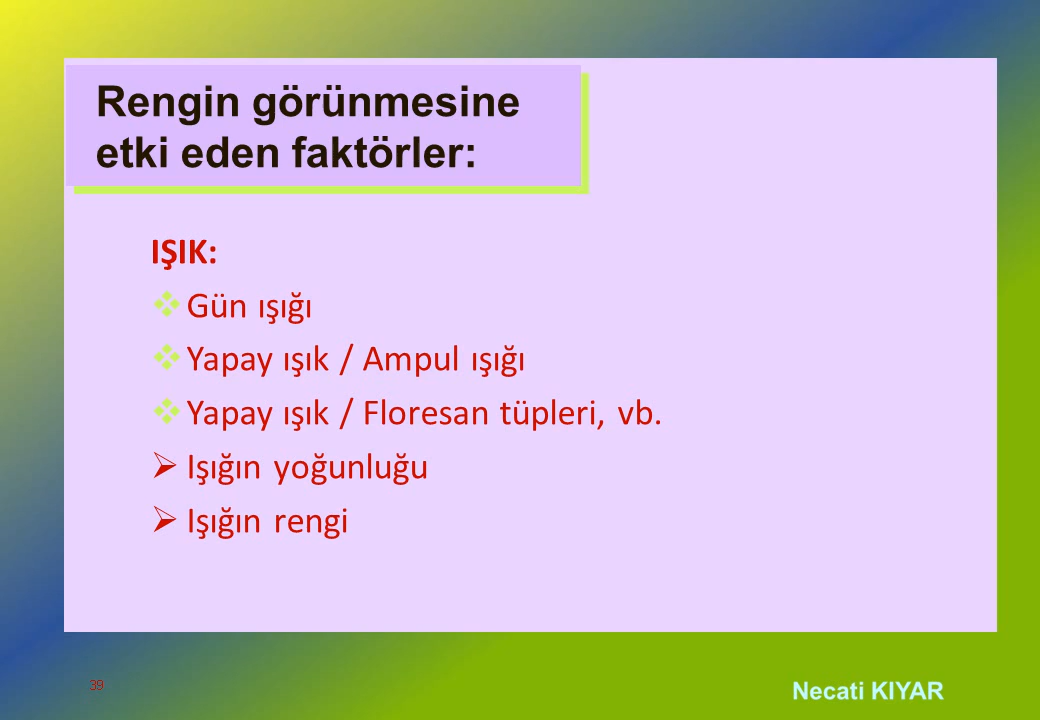 Rengin görünmesine
etki eden faktörler:
IŞIK:
Gün ışığı
Yapay ışık / Ampul ışığı
Yapay ışık / Floresan tüpleri, vb.
Işığın yoğunluğu
Işığın rengi
39
Necati KIYAR